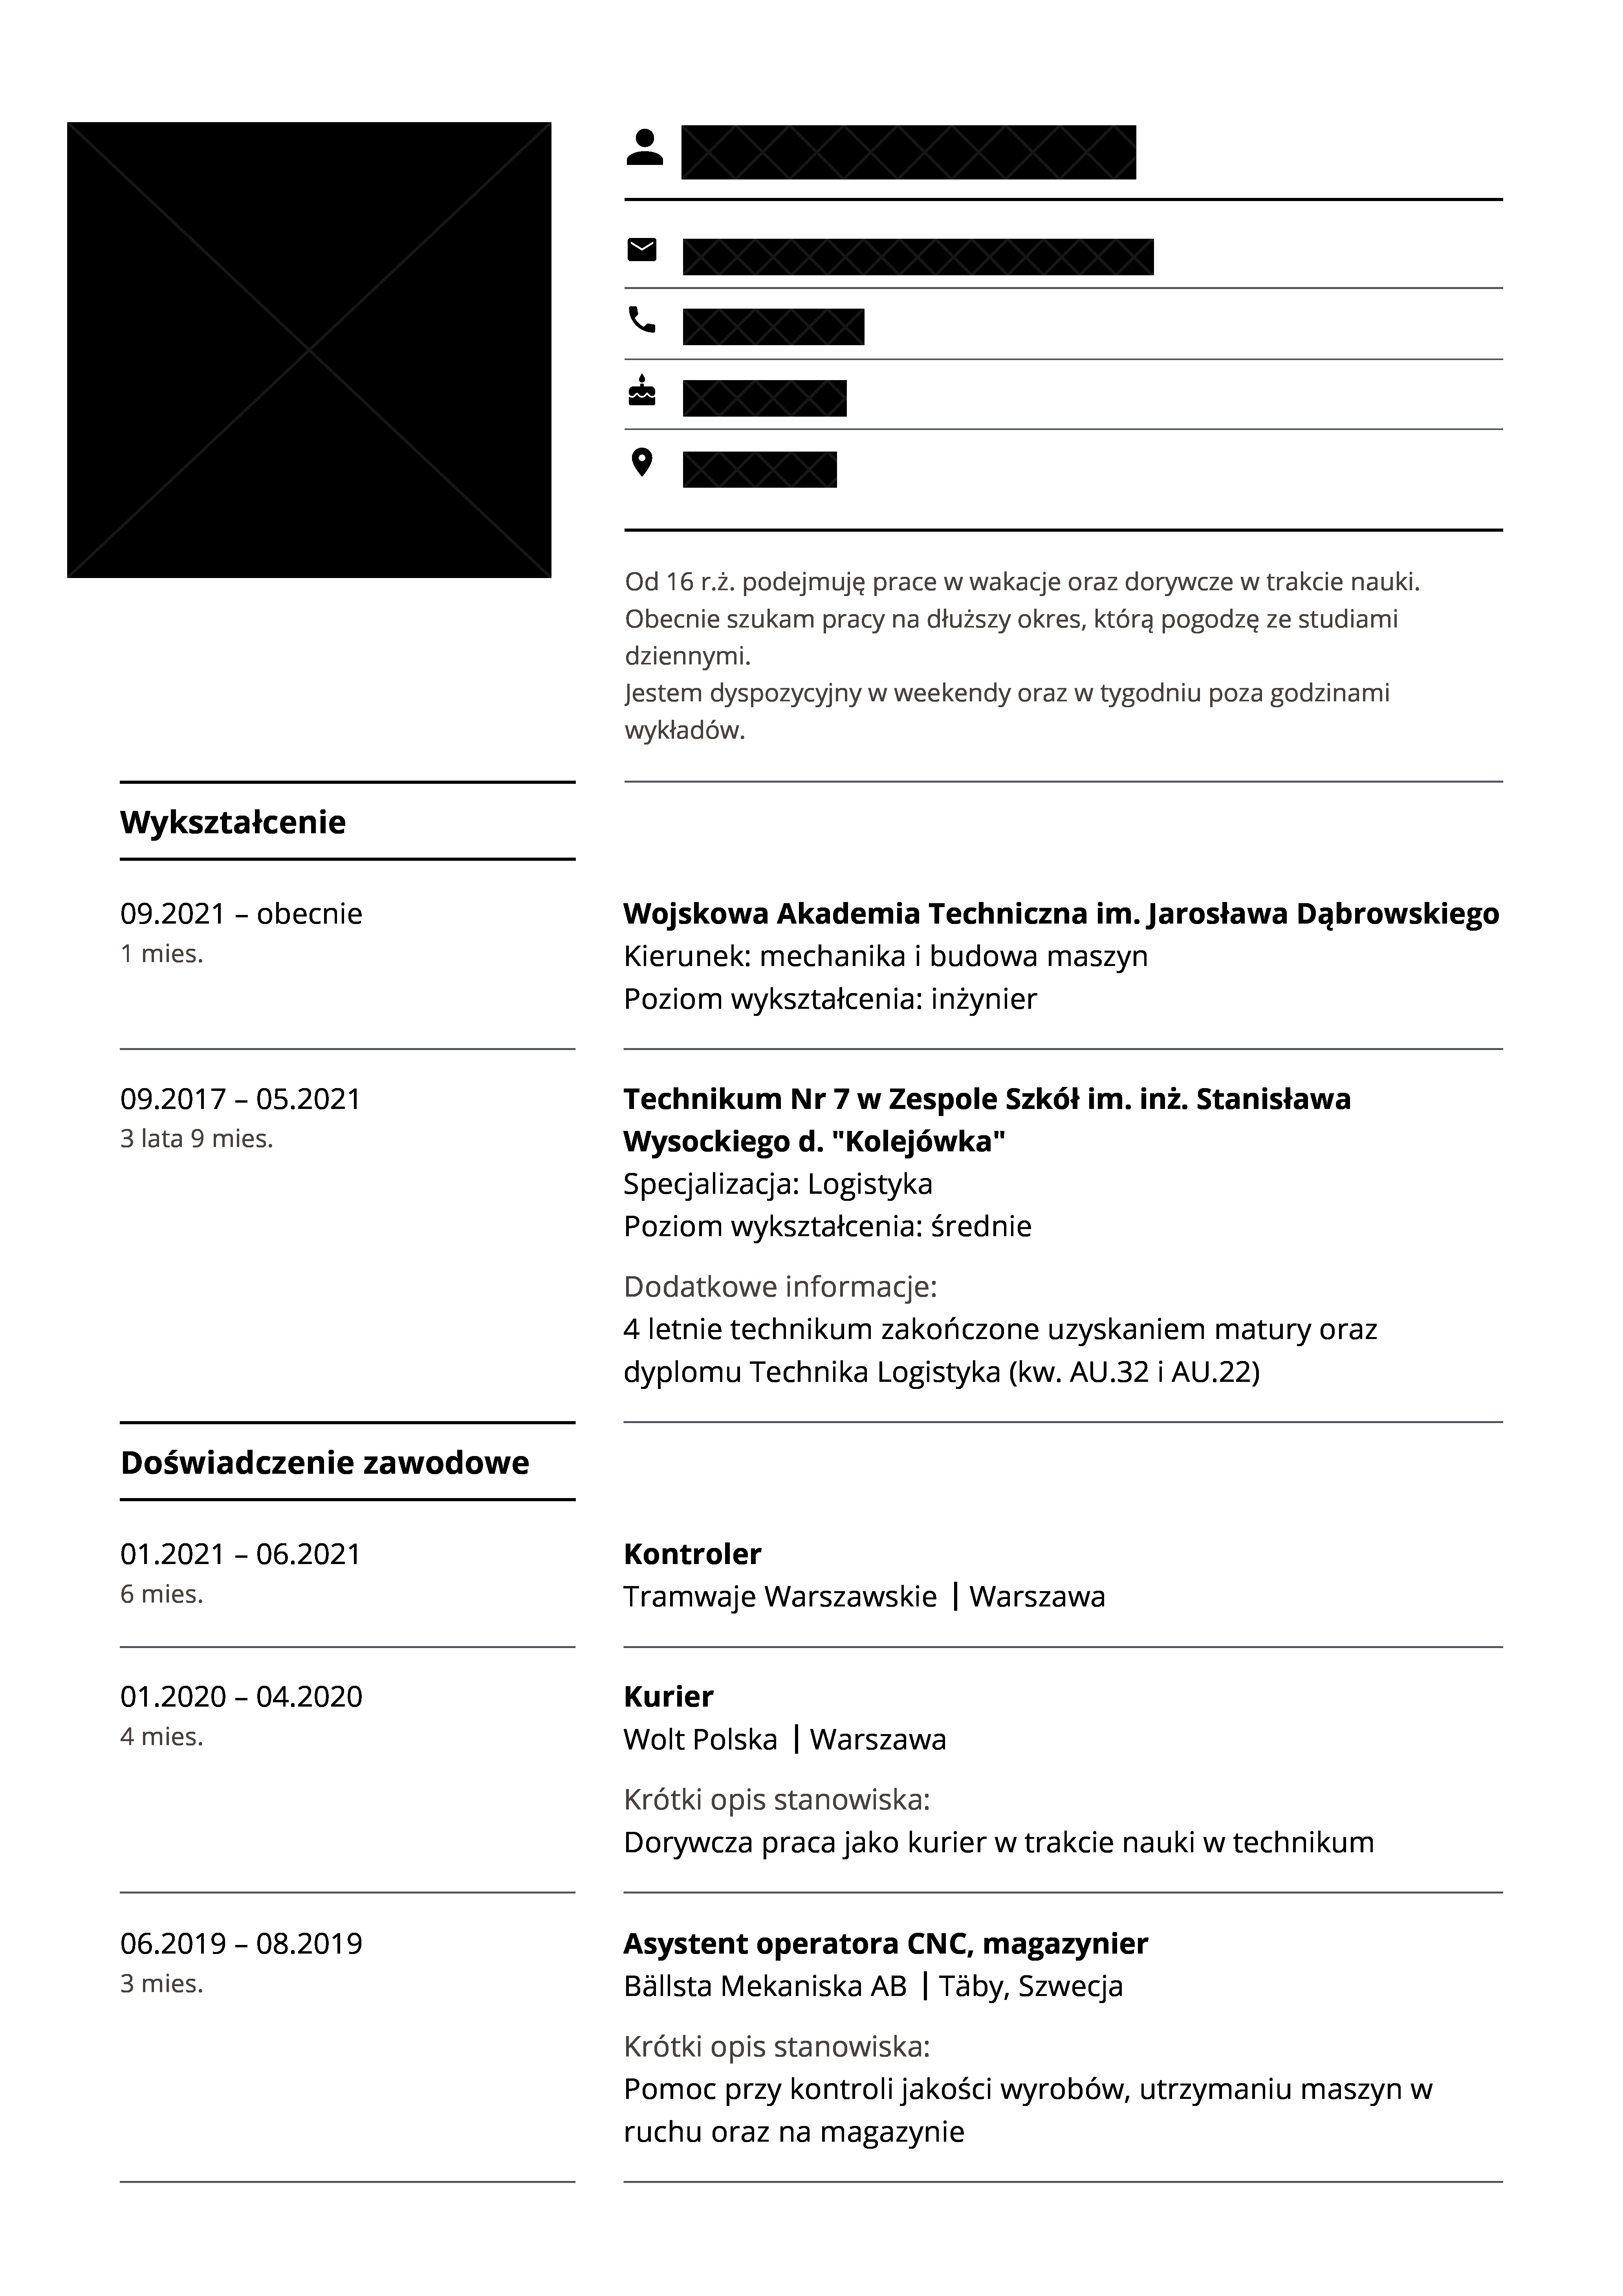 Od 16 r.ż. podejmuję prace w wakacje oraz dorywcze w trakcie nauki.
Obecnie szukam pracy na dłuższy okres, którą pogodzę ze studiami
dziennymi.
Jestem dyspozycyjny w weekendy oraz w tygodniu poza godzinami
wykładów.
Wykształcenie
09.2021 – obecnie
1 mies.
Wojskowa Akademia Techniczna im. Jarosława Dąbrowskiego
Kierunek: mechanika i budowa maszyn
Poziom wykształcenia: inżynier
09.2017 – 05.2021
3 lata 9 mies.
Technikum Nr 7 w Zespole Szkół im. inż. Stanisława
Wysockiego d. "Kolejówka"
Specjalizacja: Logistyka
Poziom wykształcenia: średnie
Dodatkowe informacje:
4 letnie technikum zakończone uzyskaniem matury oraz
dyplomu Technika Logistyka (kw. AU.32 i AU.22)
Doświadczenie zawodowe
01.2021 – 06.2021
6 mies.
Kontroler
Tramwaje Warszawskie | Warszawa
01.2020 – 04.2020
4 mies.
Kurier
Wolt Polska | Warszawa
Krótki opis stanowiska:
Dorywcza praca jako kurier w trakcie nauki w technikum
06.2019 – 08.2019
3 mies.
Asystent operatora CNC, magazynier
Bällsta Mekaniska AB | Täby, Szwecja
Krótki opis stanowiska:
Pomoc przy kontroli jakości wyrobów, utrzymaniu maszyn w
ruchu oraz na magazynie